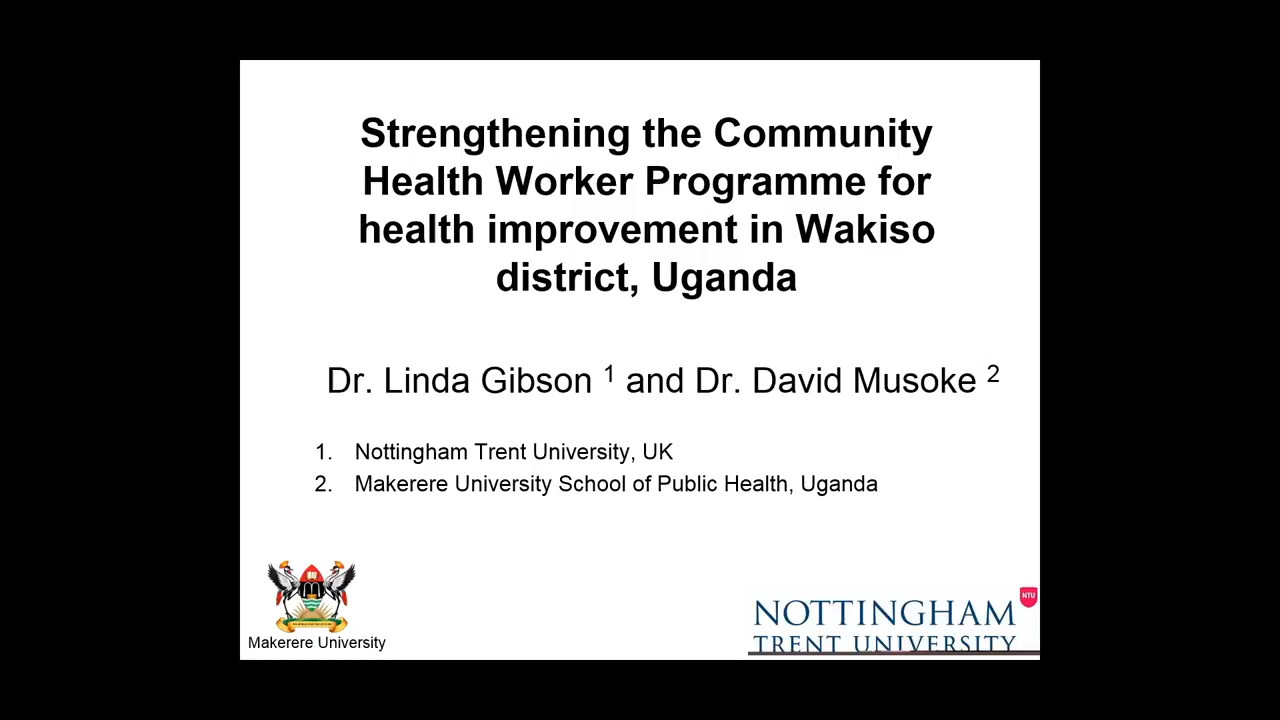 Strengthening the Community
Health Worker Programme for
health improvement in Wakiso
district, Uganda
Dr. Linda Gibson 1 and Dr. David Musoke 2
1. Nottingham Trent University, UK
2. Makerere University School of Public Health, Uganda
Makerere University
NTU
NOTTINGHAM
TRENT UNIVERSITY